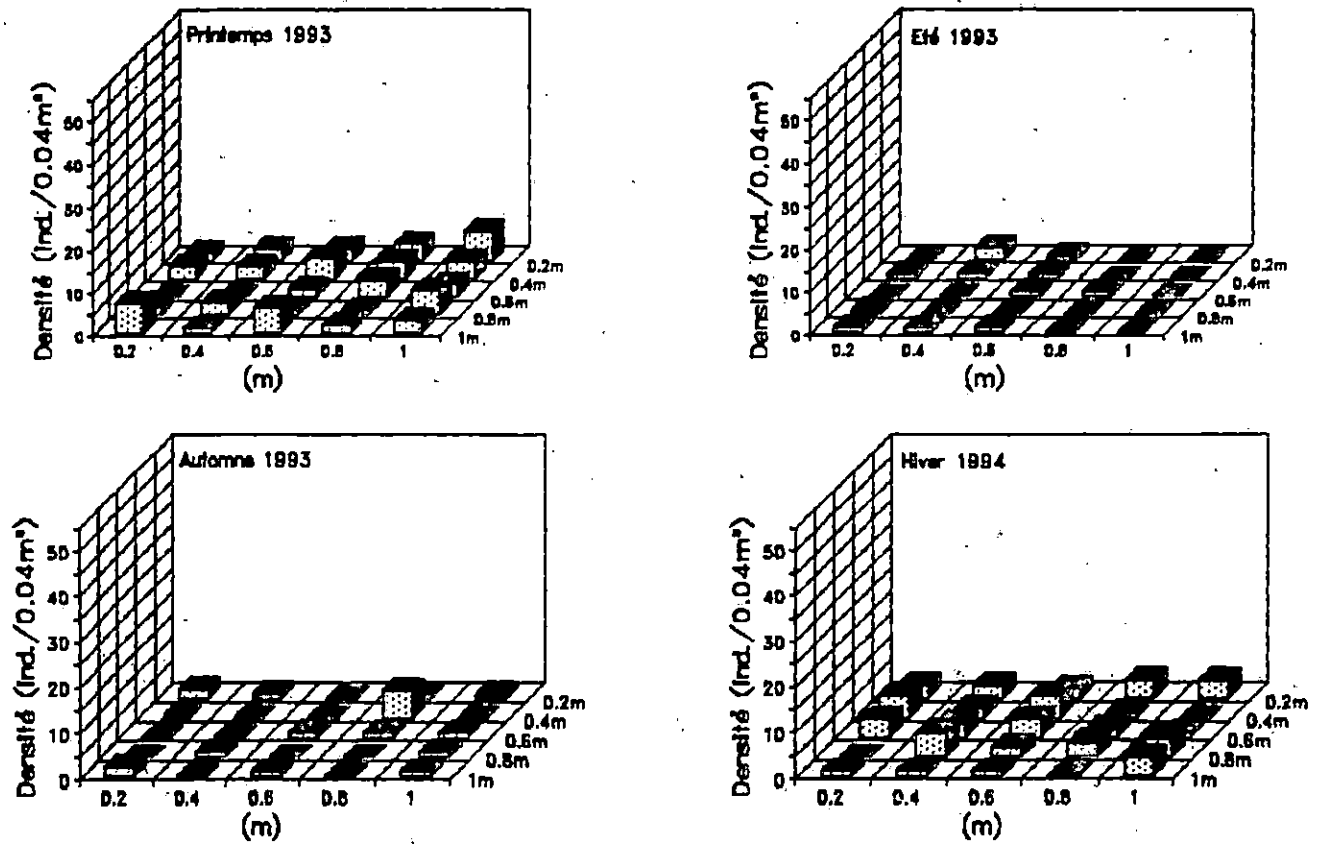 Printemps 1993
Densité (Ind./0.04m²)
50
40
30
20
10
0
0.2 0.4 0.6 0.8 1
(m)
0.2m
0.4m
0.6m
0.8m
1m
Eté 1993
Densité (Ind./0.04m²)
50
40
30
20
10
0
0.2 0.4 0.6 0.8 1
(m)
0.2m
0.4m
0.6m
0.8m
1m
Automne 1993
Densité (Ind./0.04m²)
50
40
30
20
10
0
0.2 0.4 0.6 0.8 1
(m)
0.2m
0.4m
0.6m
0.8m
1m
Hiver 1994
Densité (Ind./0.04m²)
50
40
30
20
10
0
0.2 0.4 0.6 0.8 1
(m)
0.2m
0.4m
0.6m
0.8m
1m